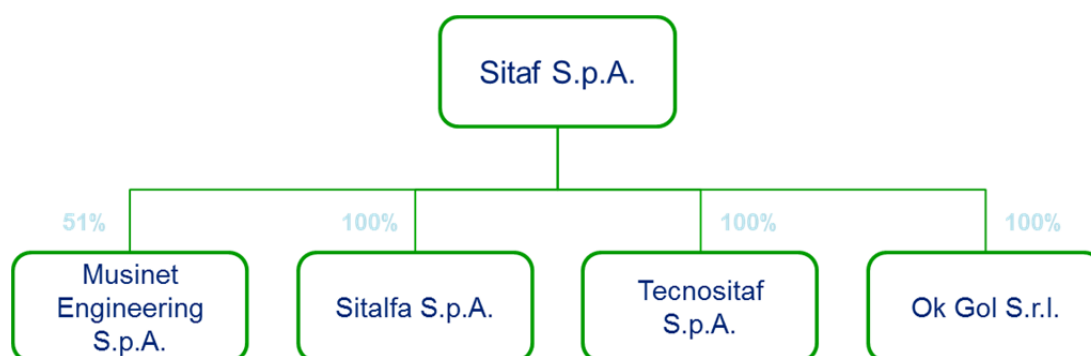 Sitaf S.p.A.
51%
100%
100%
100%
Musinet
Engineering
S.p.A.
Sitalfa S.p.A.
Tecnositaf
S.p.A.
Ok Gol S.r.l.